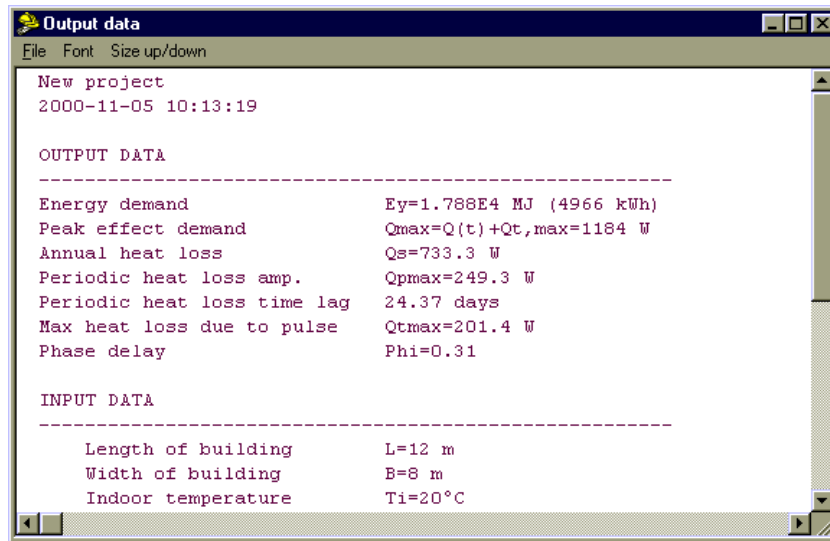 Output data
File Font Size up/down
New project
2000-11-05 10:13:19
OUTPUT DATA
-------------------------------------------------------
Energy demand Ey=1.788E4 MJ (4966 kWh)
Peak effect demand Qmax=Q(t)+Qt,max=1184 W
Annual heat loss Qs=733.3 W
Periodic heat loss amp. Qpmax=249.3 W
Periodic heat loss time lag 24.37 days
Max heat loss due to pulse Qtmax=201.4 W
Phase delay Phi=0.31
INPUT DATA
-------------------------------------------------------
Length of building L=12 m
Width of building B=8 m
Indoor temperature Ti=20°C